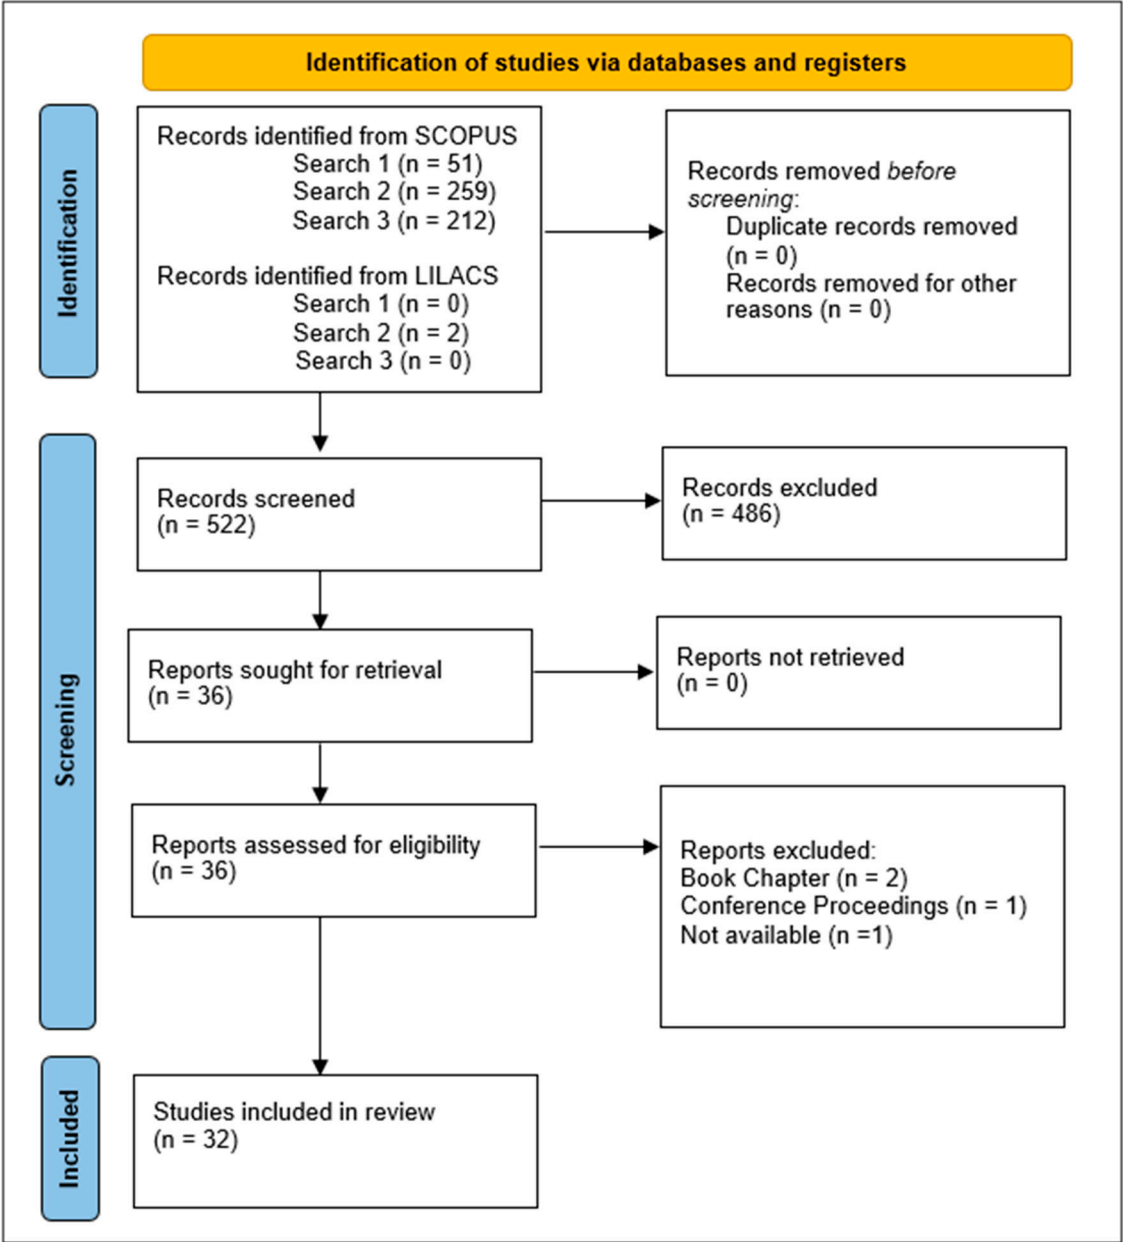 Identification of studies via databases and registers
Identification
Records identified from SCOPUS
Search 1 (n = 51)
Search 2 (n = 259)
Search 3 (n = 212)
Records identified from LILACS
Search 1 (n = 0)
Search 2 (n = 2)
Search 3 (n = 0)
Records removed before
screening:
Duplicate records removed
(n = 0)
Records removed for other
reasons (n = 0)
Screening
Records screened
(n = 522)
Records excluded
(n = 486)
Reports sought for retrieval
(n = 36)
Reports not retrieved
(n = 0)
Reports assessed for eligibility
(n = 36)
Reports excluded:
Book Chapter (n = 2)
Conference Proceedings (n = 1)
Not available (n =1)
Included
Studies included in review
(n = 32)